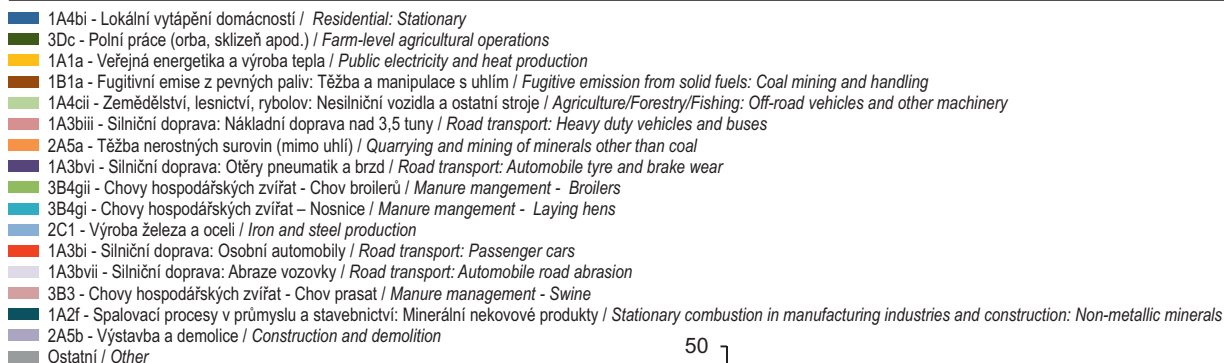 1A4bi - Lokální vytápění domácností / Residential: Stationary
3Dc - Polní práce (orba, sklizeň apod.) / Farm-level agricultural operations
1A1a - Veřejná energetika a výroba tepla / Public electricity and heat production
1B1a - Fugitivní emise z pevných paliv: Těžba a manipulace s uhlím / Fugitive emission from solid fuels: Coal mining and handling
1A4cii - Zemědělství, lesnictví, rybolov: Nesilniční vozidla a ostatní stroje / Agriculture/Forestry/Fishing: Off-road vehicles and other machinery
1A3biii - Silniční doprava: Nákladní doprava nad 3,5 tuny / Road transport: Heavy duty vehicles and buses
2A5a - Těžba nerostných surovin (mimo uhlí) / Quarrying and mining of minerals other than coal
1A3bvi - Silniční doprava: Otěry pneumatik a brzd / Road transport: Automobile tyre and brake wear
3B4gii - Chovy hospodářských zvířat - Chov broilerů / Manure mangement - Broilers
3B4gi - Chovy hospodářských zvířat – Nosnice / Manure mangement - Laying hens
2C1 - Výroba železa a oceli / Iron and steel production
1A3bi - Silniční doprava: Osobní automobily / Road transport: Passenger cars
1A3bvii - Silniční doprava: Abraze vozovky / Road transport: Automobile road abrasion
3B3 - Chovy hospodářských zvířat - Chov prasat / Manure management - Swine
1A2f - Spalovací procesy v průmyslu a stavebnictví: Minerální nekovové produkty / Stationary combustion in manufacturing industries and construction: Non-metallic minerals
2A5b - Výstavba a demolice / Construction and demolition
Ostatní / Other
50